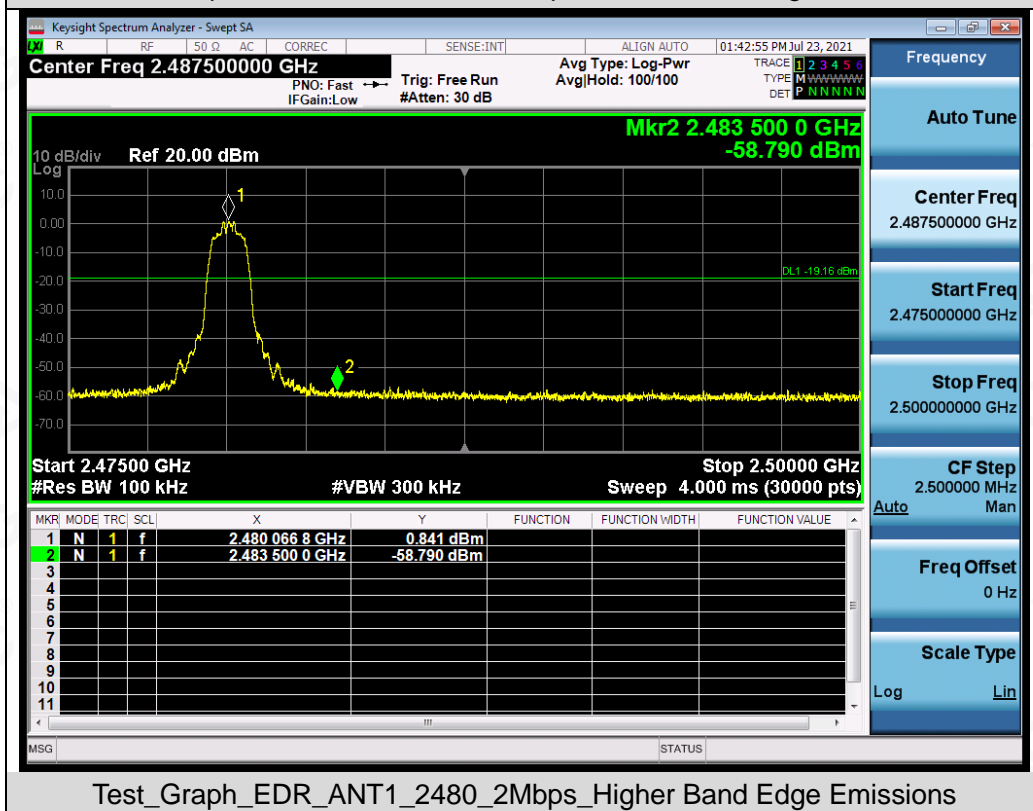 Keysight Spectrum Analyzer - Swept SA
LXI R RF 50 Ω AC CORREC SENSE:INT ALIGN AUTO 01:42:55 PM Jul 23, 2021
Center Freq 2.487500000 GHz
PNO: Fast
IFGain:Low
Trig: Free Run
#Atten: 30 dB
Avg Type: Log-Pwr
Avg|Hold: 100/100
TRACE 1 2 3 4 5 6
TYPE M WWWWW
DET P N N N N N
Mkr2 2.483 500 0 GHz
-58.790 dBm
10 dB/div Ref 20.00 dBm
Log
10.0
0.00
-10.0
-20.0
-30.0
-40.0
-50.0
-60.0
-70.0
1
2
DL1 -19.16 dBm
Start 2.47500 GHz Stop 2.50000 GHz
#Res BW 100 kHz #VBW 300 kHz Sweep 4.000 ms (30000 pts)
MKR MODE TRC SCL X Y FUNCTION FUNCTION WIDTH FUNCTION VALUE
1 N 1 f 2.480 066 8 GHz 0.841 dBm
2 N 1 f 2.483 500 0 GHz -58.790 dBm
3
4
5
6
7
8
9
10
11
MSG STATUS
Frequency
Auto Tune
Center Freq
2.487500000 GHz
Start Freq
2.475000000 GHz
Stop Freq
2.500000000 GHz
CF Step
2.500000 MHz
Auto Man
Freq Offset
0 Hz
Scale Type
Log Lin
Test_Graph_EDR_ANT1_2480_2Mbps_Higher Band Edge Emissions